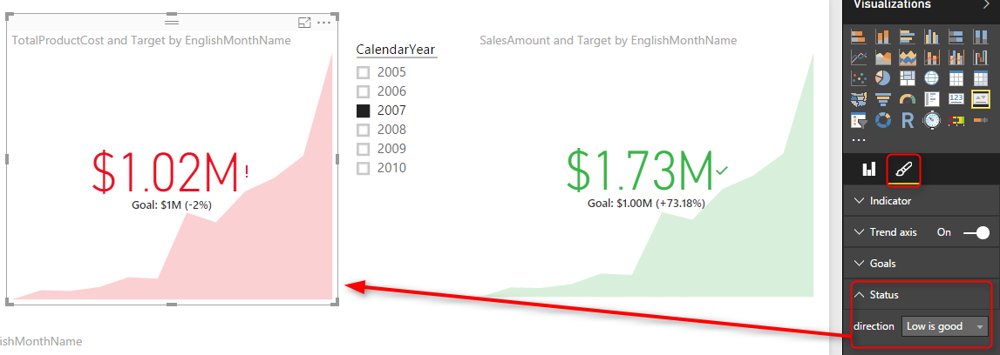 Visualizations
TotalProductCost and Target by EnglishMonthName
$1.02M!
Goal: $1M (-2%)
CalendarYear
2005
2006
2007
2008
2009
2010
SalesAmount and Target by EnglishMonthName
$1.73M✓
Goal: $1.00M (+73.18%)
ishMonthName
123
R
Indicator
Trend axis On
Goals
Status
direction Low is good